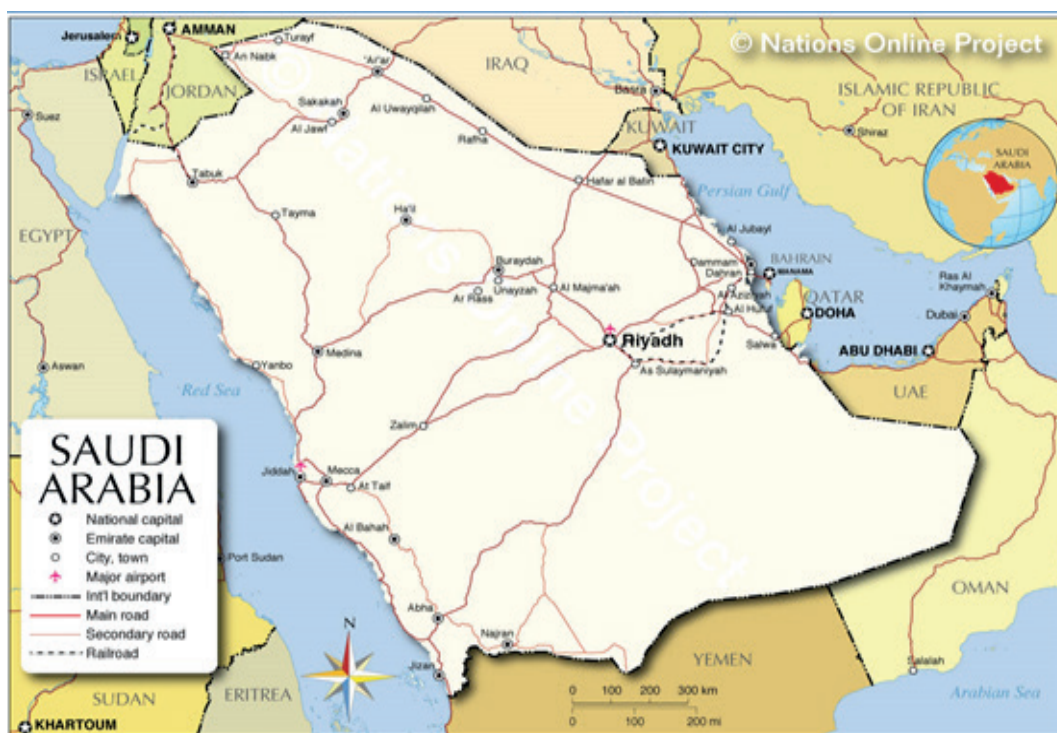 © Nations Online Project
Jerusalem
AMMAN
Turayf
An Nabk
ISRAEL
JORDAN
IRAQ
'Ar'ar
Basra
ISLAMIC REPUBLIC
OF IRAN
Shiraz
Suez
Sakakah
Al Uwayqilah
Al Jawf
Rafha
KUWAIT
KUWAIT CITY
SAUDI
ARABIA
Tabuk
Hafar al Batin
Persian Gulf
Tayma
Ha'il
EGYPT
Al Jubayl
Buraydah
Dammam
Dahran
BAHRAIN
MANAMA
Unayzah
Ar Rass
Al Majma'ah
Al Aziziyah
Al Hufuf
QATAR
DOHA
Ras Al
Khaymah
Dubai
Riyadh
Salwa
ABU DHABI
Medina
Yanbo
Aswan
As Sulaymaniyah
Red Sea
UAE
Zalim
SAUDI
ARABIA
National capital
Emirate capital
City, town
Major airport
Int'l boundary
Main road
Secondary road
Railroad
Jiddah
Mecca
At Taif
Al Bahah
Port Sudan
OMAN
Abha
Najran
N
Jizan
YEMEN
Salalah
SUDAN
ERITREA
KHARTOUM
Arabian Sea
0 100 200 300 km
0 100 200 mi
© Nations Online Project